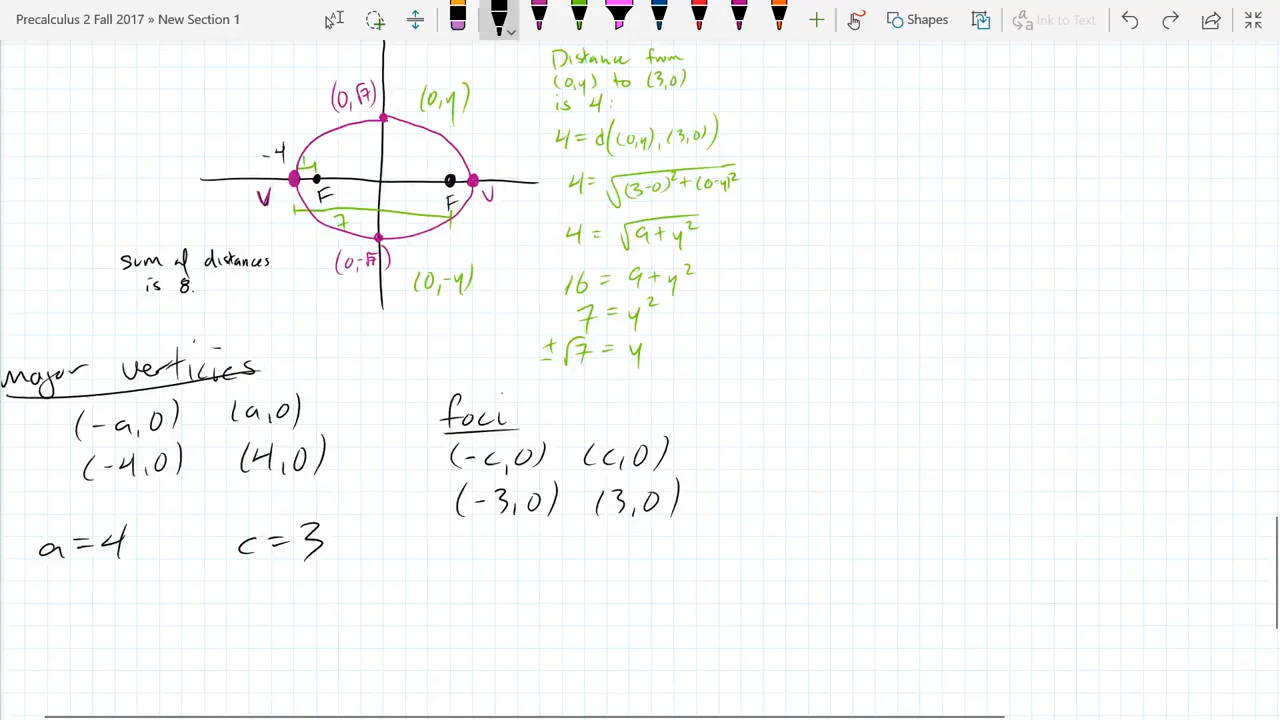 Precalculus 2 Fall 2017 » New Section 1
Shapes
Ink to Text
(0,√7)
(0,y)
-4
1
V
F
F
V
7
(0,-√7)
(0,-y)
sum of distances
is 8.
Distance from
(0,y) to (3,0)
is 4:
4 = d((0,y),(3,0))
4 = √(3-0)² + (0-y)²
4 = √9+y²
16 = 9+y²
7 = y²
±√7 = y
major verticies
(-a,0) (a,0)
(-4,0) (4,0)
a=4 c=3
foci
(-c,0) (c,0)
(-3,0) (3,0)